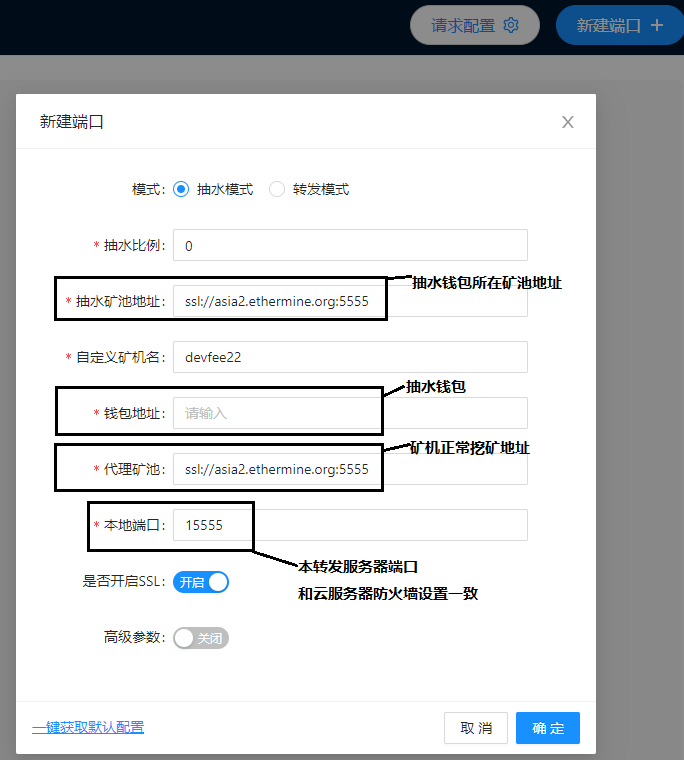 请求配置
新建端口
新建端口
模式: 抽水模式 转发模式
* 抽水比例: 0
抽水钱包所在矿池地址
* 抽水矿池地址: ssl://asia2.ethermine.org:5555
* 自定义矿机名: devfee22
抽水钱包
* 钱包地址: 请输入
矿机正常挖矿地址
* 代理矿池: ssl://asia2.ethermine.org:5555
* 本地端口: 15555
本转发服务器端口
和云服务器防火墙设置一致
是否开启SSL: 开启
高级参数: 关闭
一键获取默认配置
取 消
确 定